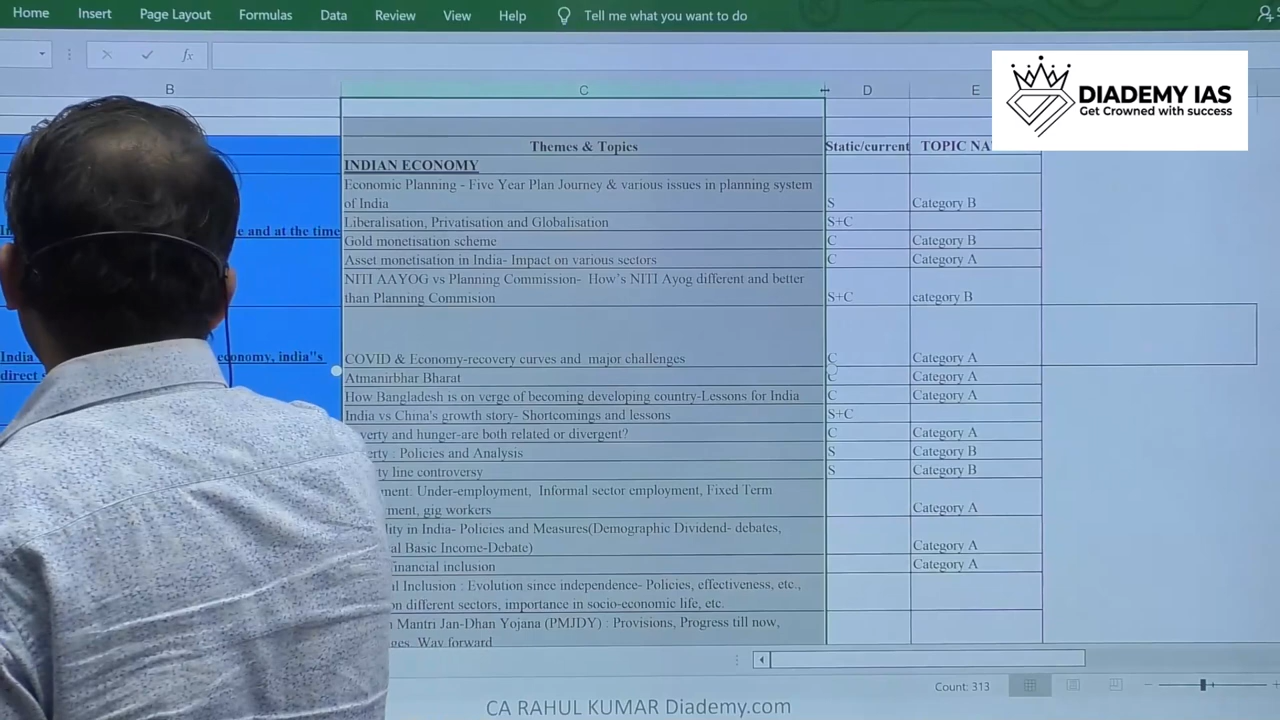 Home Insert Page Layout Formulas Data Review View Help Tell me what you want to do
fx
B C D E
DIADEMY IAS
Get Crowned with success
Themes & Topics Static/current TOPIC NA
INDIAN ECONOMY
Economic Planning - Five Year Plan Journey & various issues in planning system
of India S Category B
Liberalisation, Privatisation and Globalisation S+C
e and at the time
Gold monetisation scheme C Category B
Asset monetisation in India- Impact on various sectors C Category A
NITI AAYOG vs Planning Commission- How's NITI Ayog different and better
than Planning Commision S+C category B
India economy, india"s
direct
COVID & Economy-recovery curves and major challenges C Category A
Atmanirbhar Bharat C Category A
How Bangladesh is on verge of becoming developing country-Lessons for India C Category A
India vs China's growth story- Shortcomings and lessons S+C
verty and hunger-are both related or divergent? C Category A
erty : Policies and Analysis S Category B
ty line controversy S Category B
ment. Under-employment, Informal sector employment, Fixed Term
ment, gig workers Category A
lity in India- Policies and Measures(Demographic Dividend- debates,
al Basic Income-Debate) Category A
inancial inclusion Category A
l Inclusion : Evolution since independence- Policies, effectiveness, etc.,
on different sectors, importance in socio-economic life, etc.
Mantri Jan-Dhan Yojana (PMJDY) : Provisions, Progress till now,
ges, Way forward
Count: 313
CA RAHUL KUMAR Diademy.com